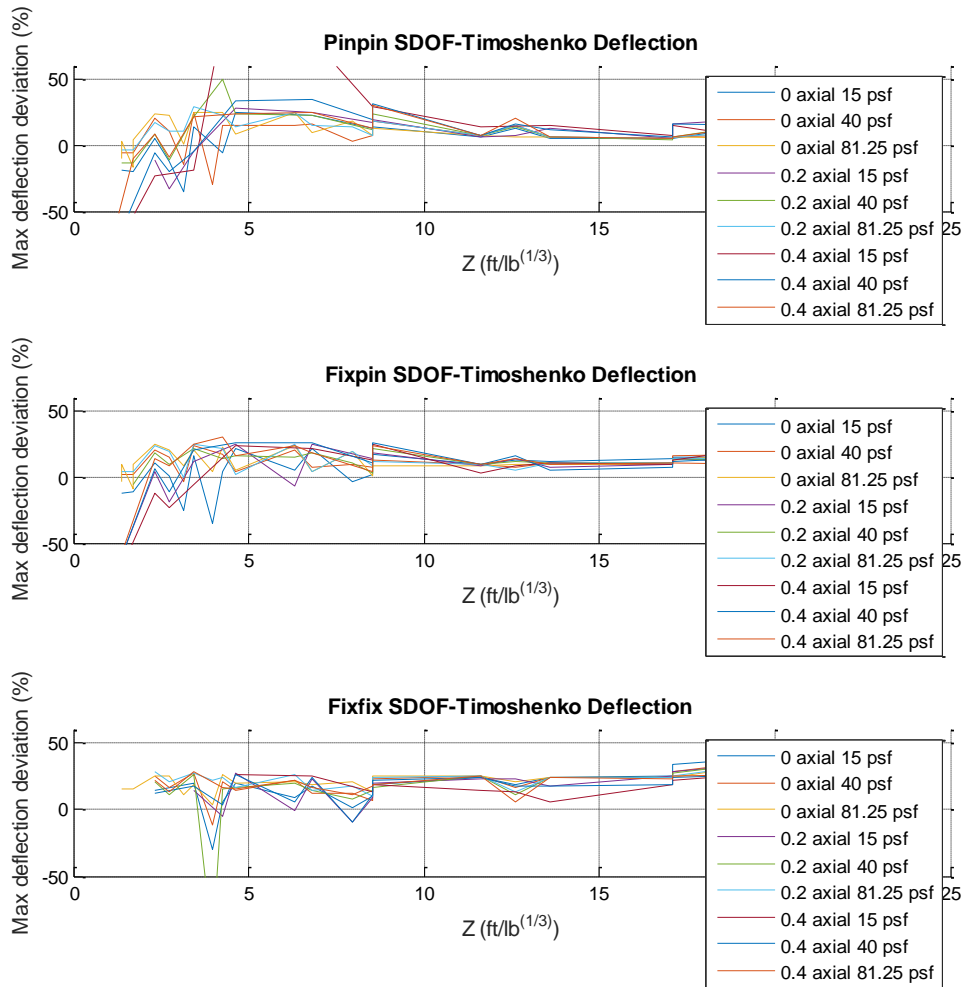 Pinpin SDOF-Timoshenko Deflection
Max deflection deviation (%)
50
0
-50
0
5
10
15
25
Z (ft/lb^(1/3))
0 axial 15 psf
0 axial 40 psf
0 axial 81.25 psf
0.2 axial 15 psf
0.2 axial 40 psf
0.2 axial 81.25 psf
0.4 axial 15 psf
0.4 axial 40 psf
0.4 axial 81.25 psf
Fixpin SDOF-Timoshenko Deflection
Max deflection deviation (%)
50
0
-50
0
5
10
15
25
Z (ft/lb^(1/3))
0 axial 15 psf
0 axial 40 psf
0 axial 81.25 psf
0.2 axial 15 psf
0.2 axial 40 psf
0.2 axial 81.25 psf
0.4 axial 15 psf
0.4 axial 40 psf
0.4 axial 81.25 psf
Fixfix SDOF-Timoshenko Deflection
Max deflection deviation (%)
50
0
-50
0
5
10
15
25
Z (ft/lb^(1/3))
0 axial 15 psf
0 axial 40 psf
0 axial 81.25 psf
0.2 axial 15 psf
0.2 axial 40 psf
0.2 axial 81.25 psf
0.4 axial 15 psf
0.4 axial 40 psf
0.4 axial 81.25 psf